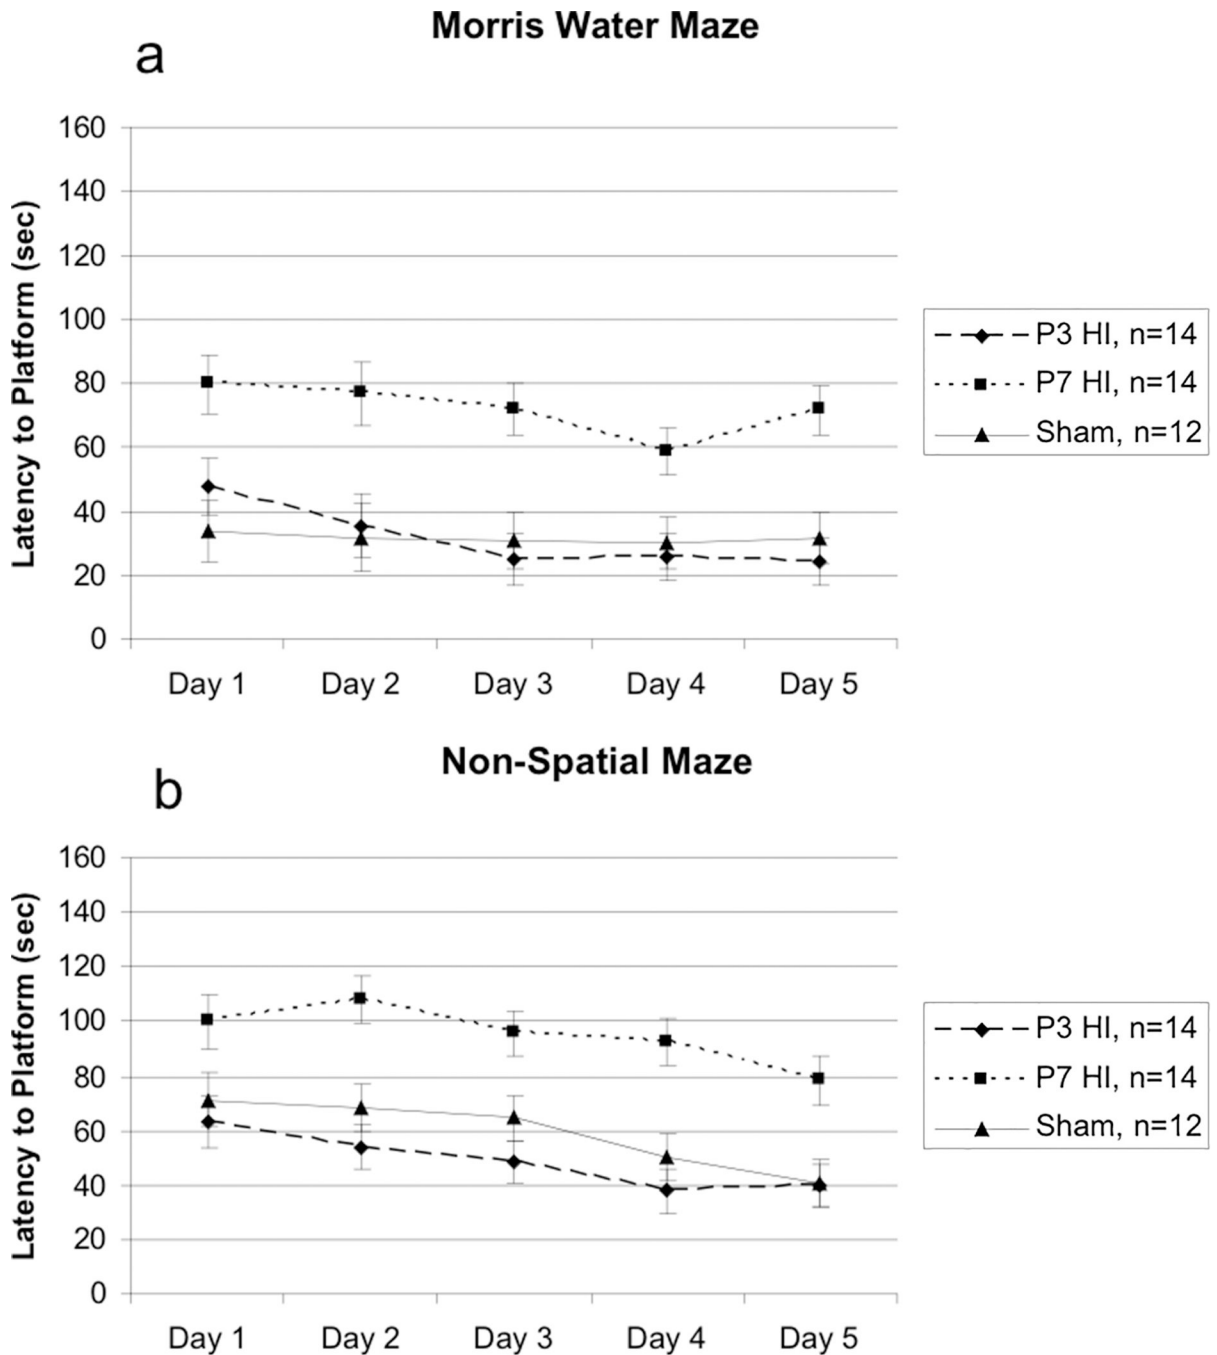 Morris Water Maze
a
Latency to Platform (sec)
160
140
120
100
80
60
40
20
0
Day 1 Day 2 Day 3 Day 4 Day 5
P3 HI, n=14
P7 HI, n=14
Sham, n=12
Non-Spatial Maze
b
Latency to Platform (sec)
160
140
120
100
80
60
40
20
0
Day 1 Day 2 Day 3 Day 4 Day 5
P3 HI, n=14
P7 HI, n=14
Sham, n=12